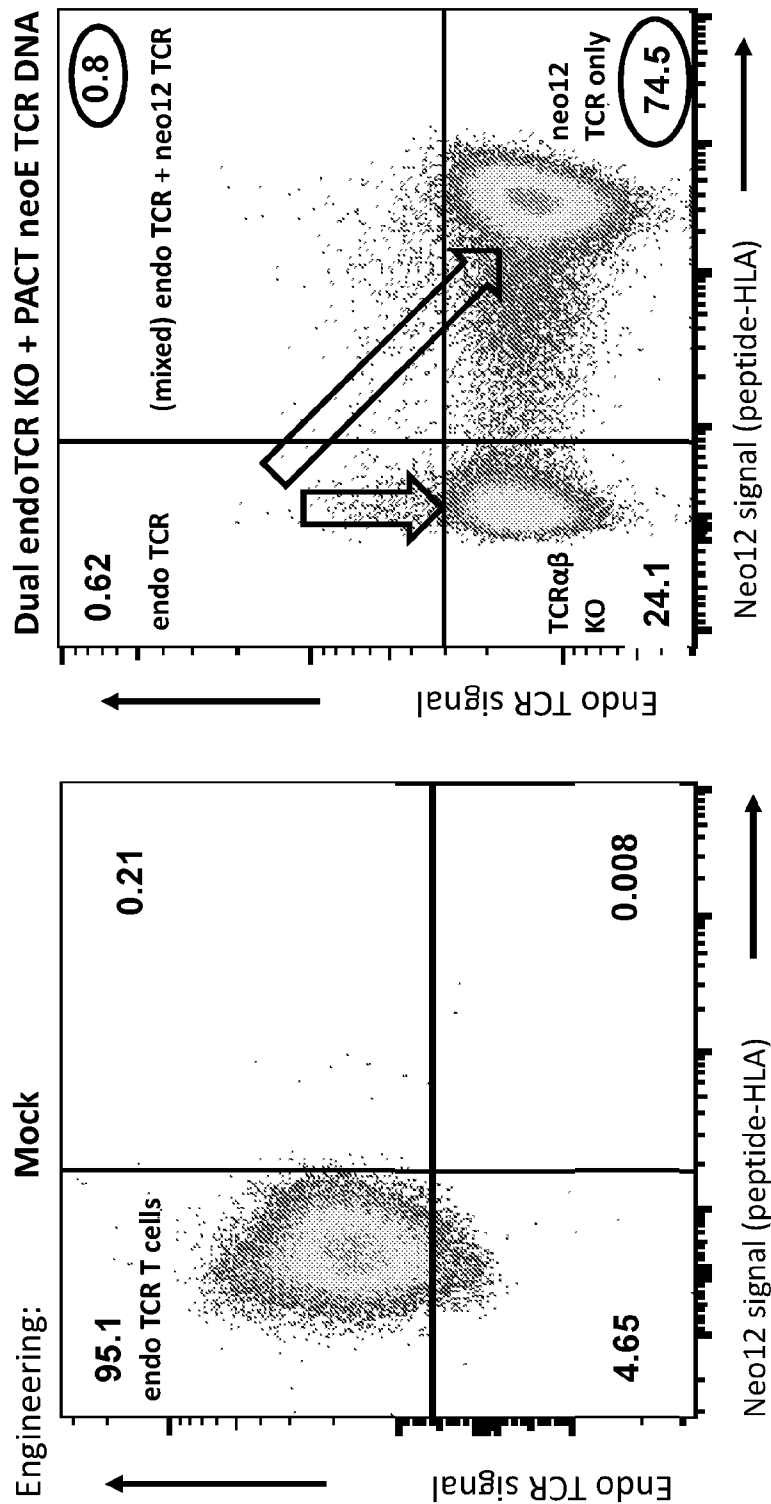 Engineering:
Mock
95.1
endo TCR T cells
0.21
4.65
0.008
Endo TCR signal
Neo12 signal (peptide-HLA)
Dual endoTCR KO + PACT neoE TCR DNA
0.62
endo TCR
0.8
(mixed) endo TCR + neo12 TCR
TCRαβ
KO
24.1
neo12
TCR only
74.5
Endo TCR signal
Neo12 signal (peptide-HLA)